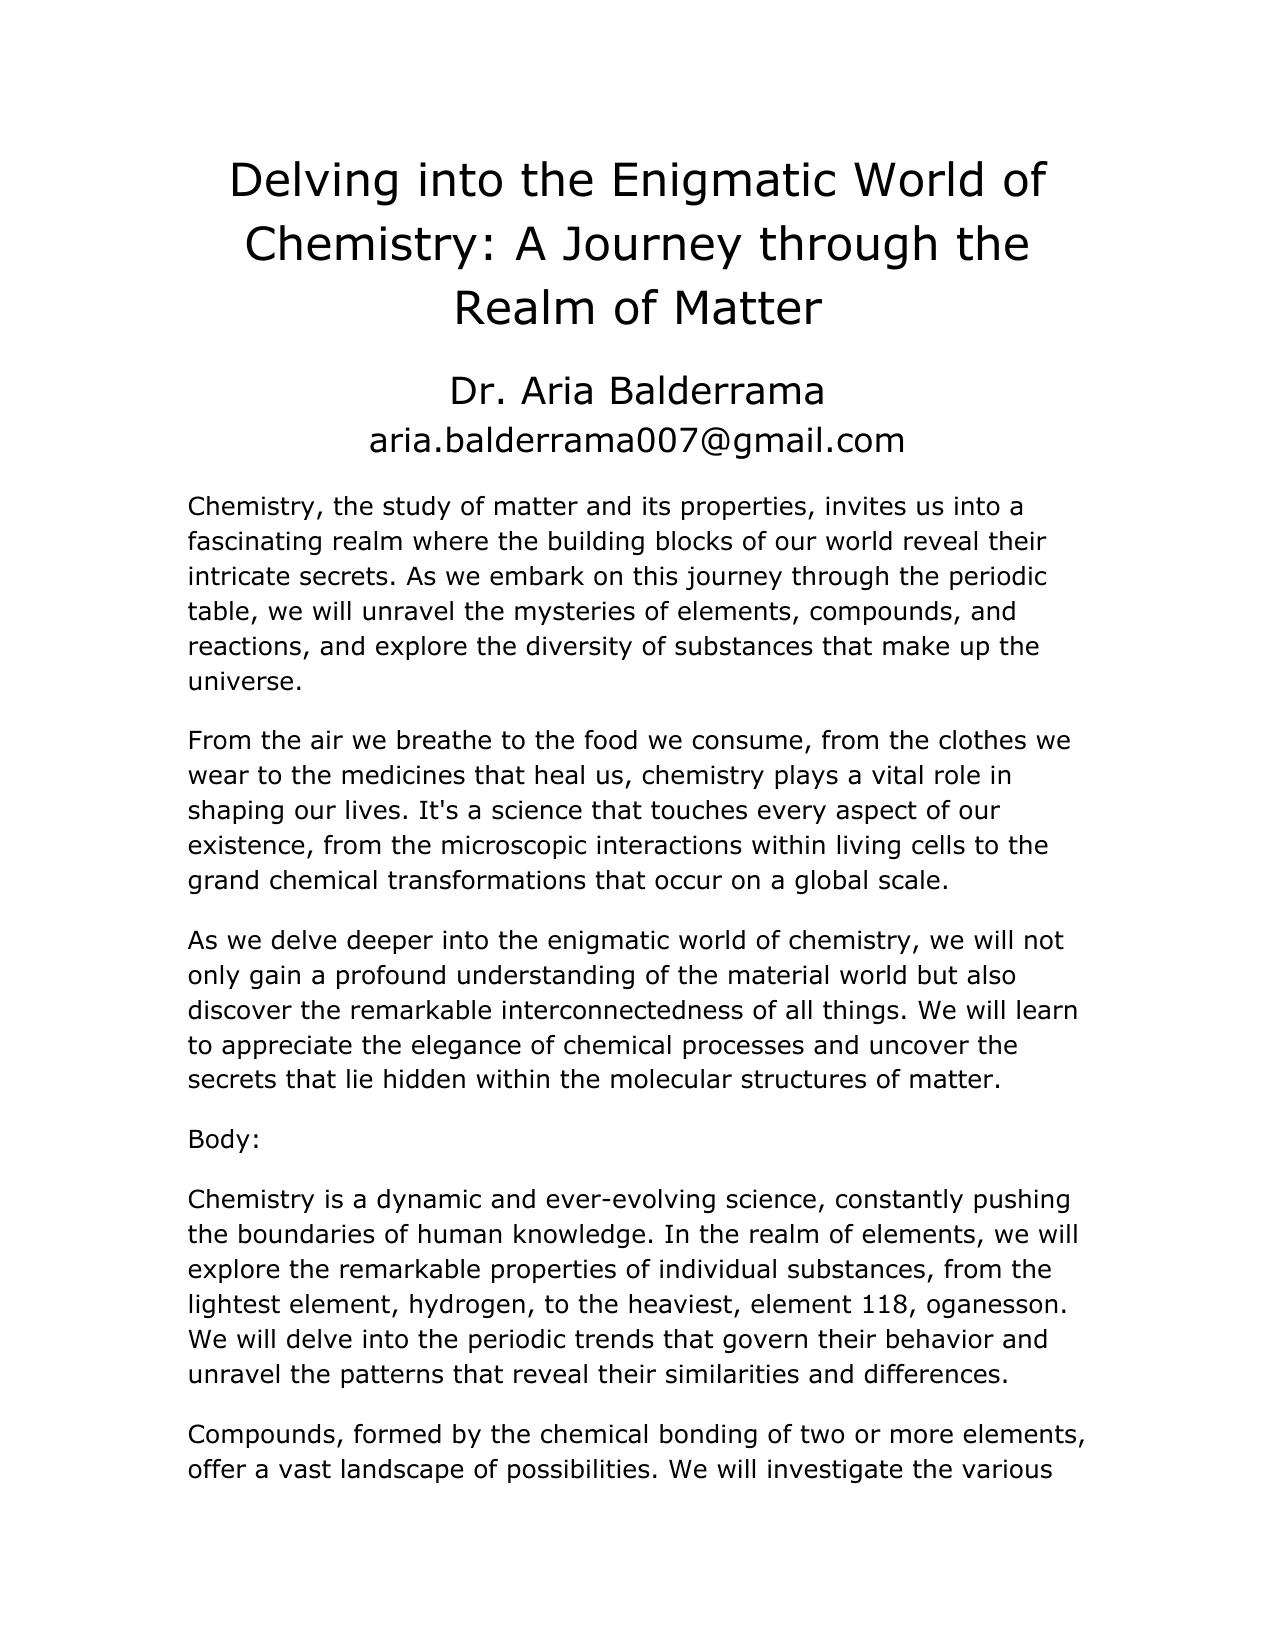 Delving into the Enigmatic World of
Chemistry: A Journey through the
Realm of Matter
Dr. Aria Balderrama
aria.balderrama007@gmail.com
Chemistry, the study of matter and its properties, invites us into a
fascinating realm where the building blocks of our world reveal their
intricate secrets. As we embark on this journey through the periodic
table, we will unravel the mysteries of elements, compounds, and
reactions, and explore the diversity of substances that make up the
universe.
From the air we breathe to the food we consume, from the clothes we
wear to the medicines that heal us, chemistry plays a vital role in
shaping our lives. It's a science that touches every aspect of our
existence, from the microscopic interactions within living cells to the
grand chemical transformations that occur on a global scale.
As we delve deeper into the enigmatic world of chemistry, we will not
only gain a profound understanding of the material world but also
discover the remarkable interconnectedness of all things. We will learn
to appreciate the elegance of chemical processes and uncover the
secrets that lie hidden within the molecular structures of matter.
Body:
Chemistry is a dynamic and ever-evolving science, constantly pushing
the boundaries of human knowledge. In the realm of elements, we will
explore the remarkable properties of individual substances, from the
lightest element, hydrogen, to the heaviest, element 118, oganesson.
We will delve into the periodic trends that govern their behavior and
unravel the patterns that reveal their similarities and differences.
Compounds, formed by the chemical bonding of two or more elements,
offer a vast landscape of possibilities. We will investigate the various